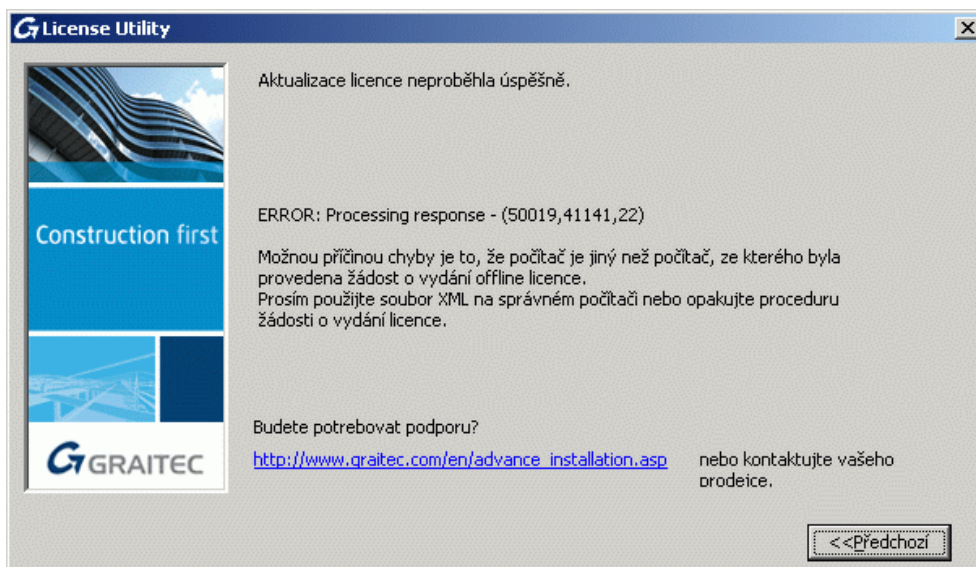 License Utility
Aktualizace licence neproběhla úspěšně.
ERROR: Processing response - (50019,41141,22)
Construction first
Možnou příčinou chyby je to, že počítač je jiný než počítač, ze kterého byla
provedena žádost o vydání offline licence.
Prosím použijte soubor XML na správném počítači nebo opakujte proceduru
žádosti o vydání licence.
Budete potrebovat podporu?
GRAITEC
http://www.graitec.com/en/advance_installation.asp nebo kontaktujte vašeho
prodejce.
<<Předchozí